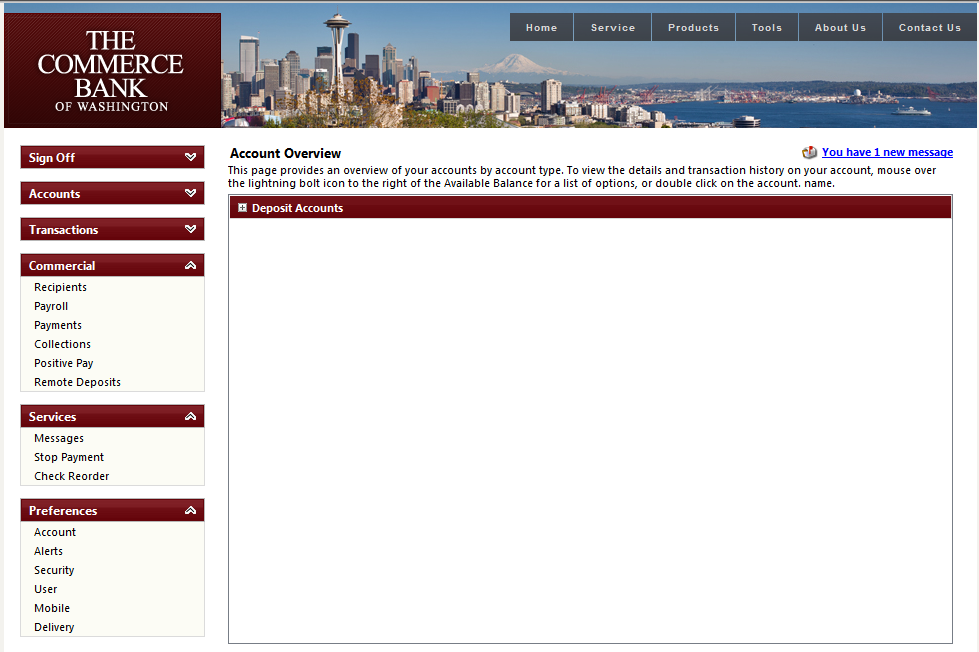 THE
COMMERCE
BANK
OF WASHINGTON
Home Service Products Tools About Us Contact Us
Sign Off
Accounts
Transactions
Commercial
Recipients
Payroll
Payments
Collections
Positive Pay
Remote Deposits
Services
Messages
Stop Payment
Check Reorder
Preferences
Account
Alerts
Security
User
Mobile
Delivery
Account Overview
You have 1 new message
This page provides an overview of your accounts by account type. To view the details and transaction history on your account, mouse over
the lightning bolt icon to the right of the Available Balance for a list of options, or double click on the account. name.
Deposit Accounts